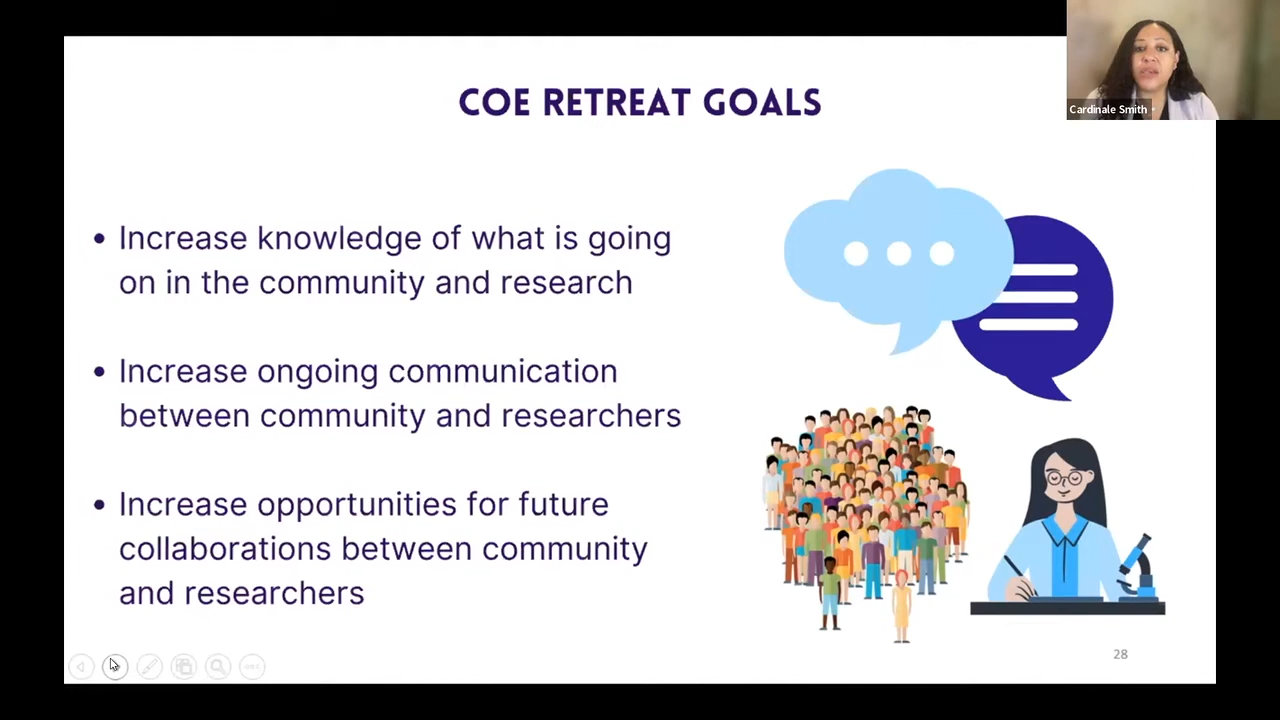 COE RETREAT GOALS
Cardinale Smith
• Increase knowledge of what is going
on in the community and research
• Increase ongoing communication
between community and researchers
• Increase opportunities for future
collaborations between community
and researchers
28